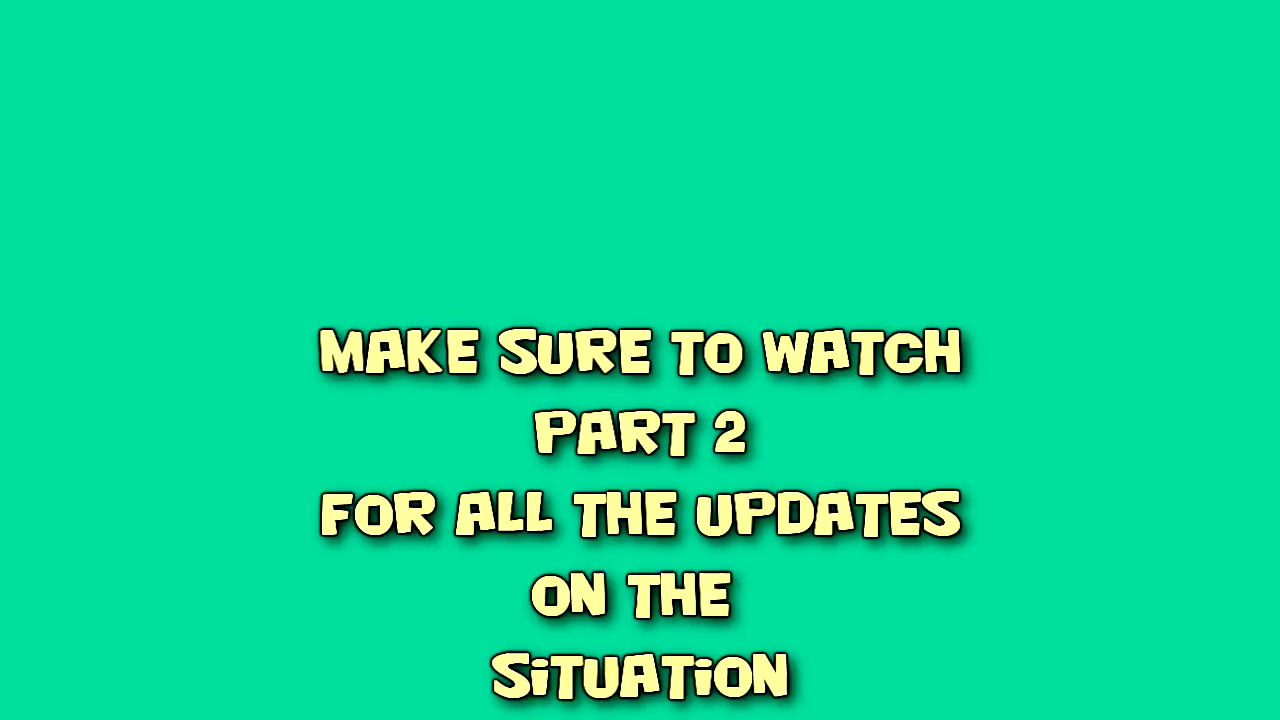 MAKE SURE TO WATCH
PART 2
FOR ALL THE UPDATES
ON THE
SiTUATiON